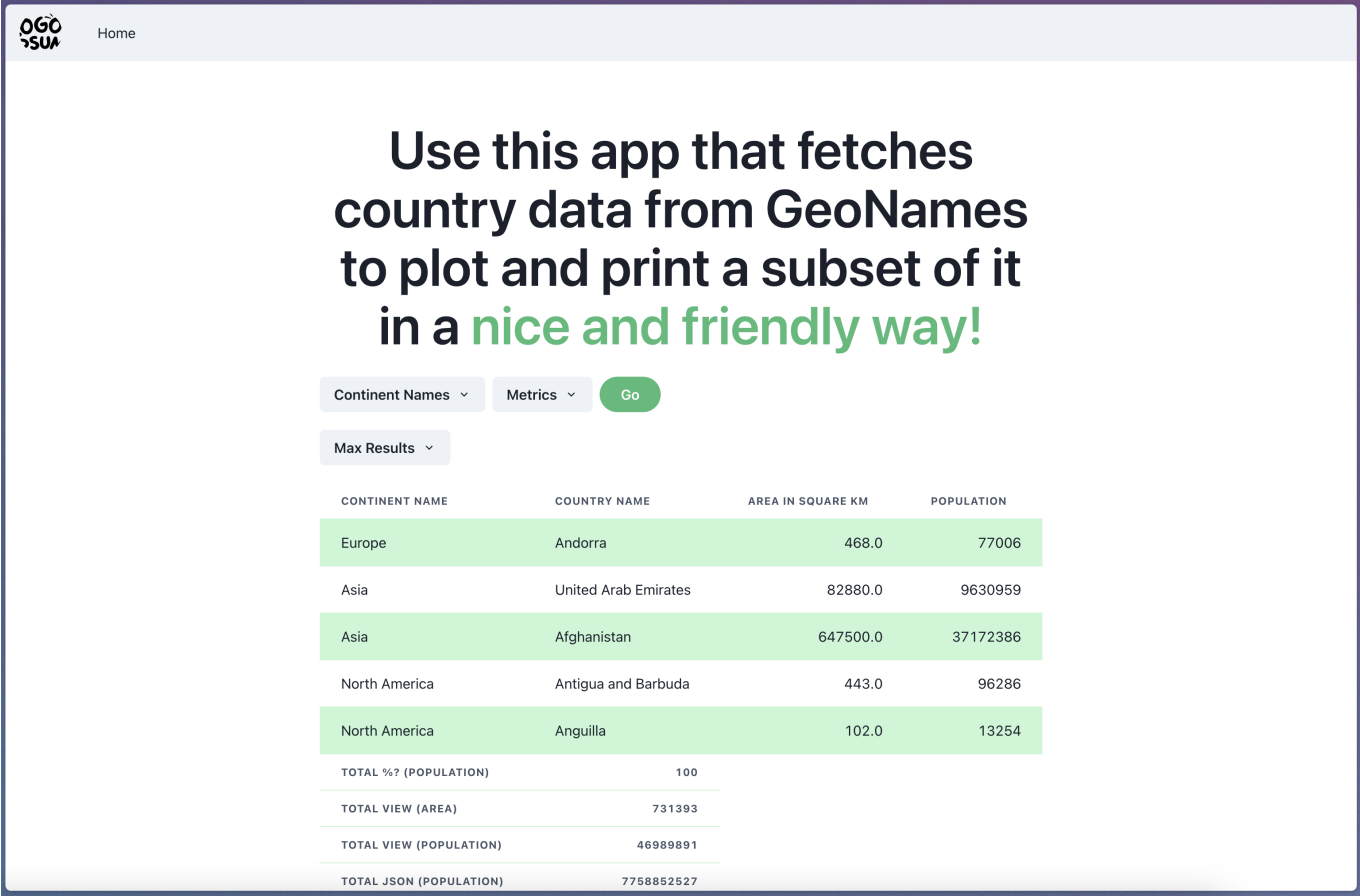 Home
Use this app that fetches
country data from GeoNames
to plot and print a subset of it
in a nice and friendly way!
Continent Names Metrics Go
Max Results
CONTINENT NAME COUNTRY NAME AREA IN SQUARE KM POPULATION
Europe Andorra 468.0 77006
Asia United Arab Emirates 82880.0 9630959
Asia Afghanistan 647500.0 37172386
North America Antigua and Barbuda 443.0 96286
North America Anguilla 102.0 13254
TOTAL %? (POPULATION) 100
TOTAL VIEW (AREA) 731393
TOTAL VIEW (POPULATION) 46989891
TOTAL JSON (POPULATION) 7758852527